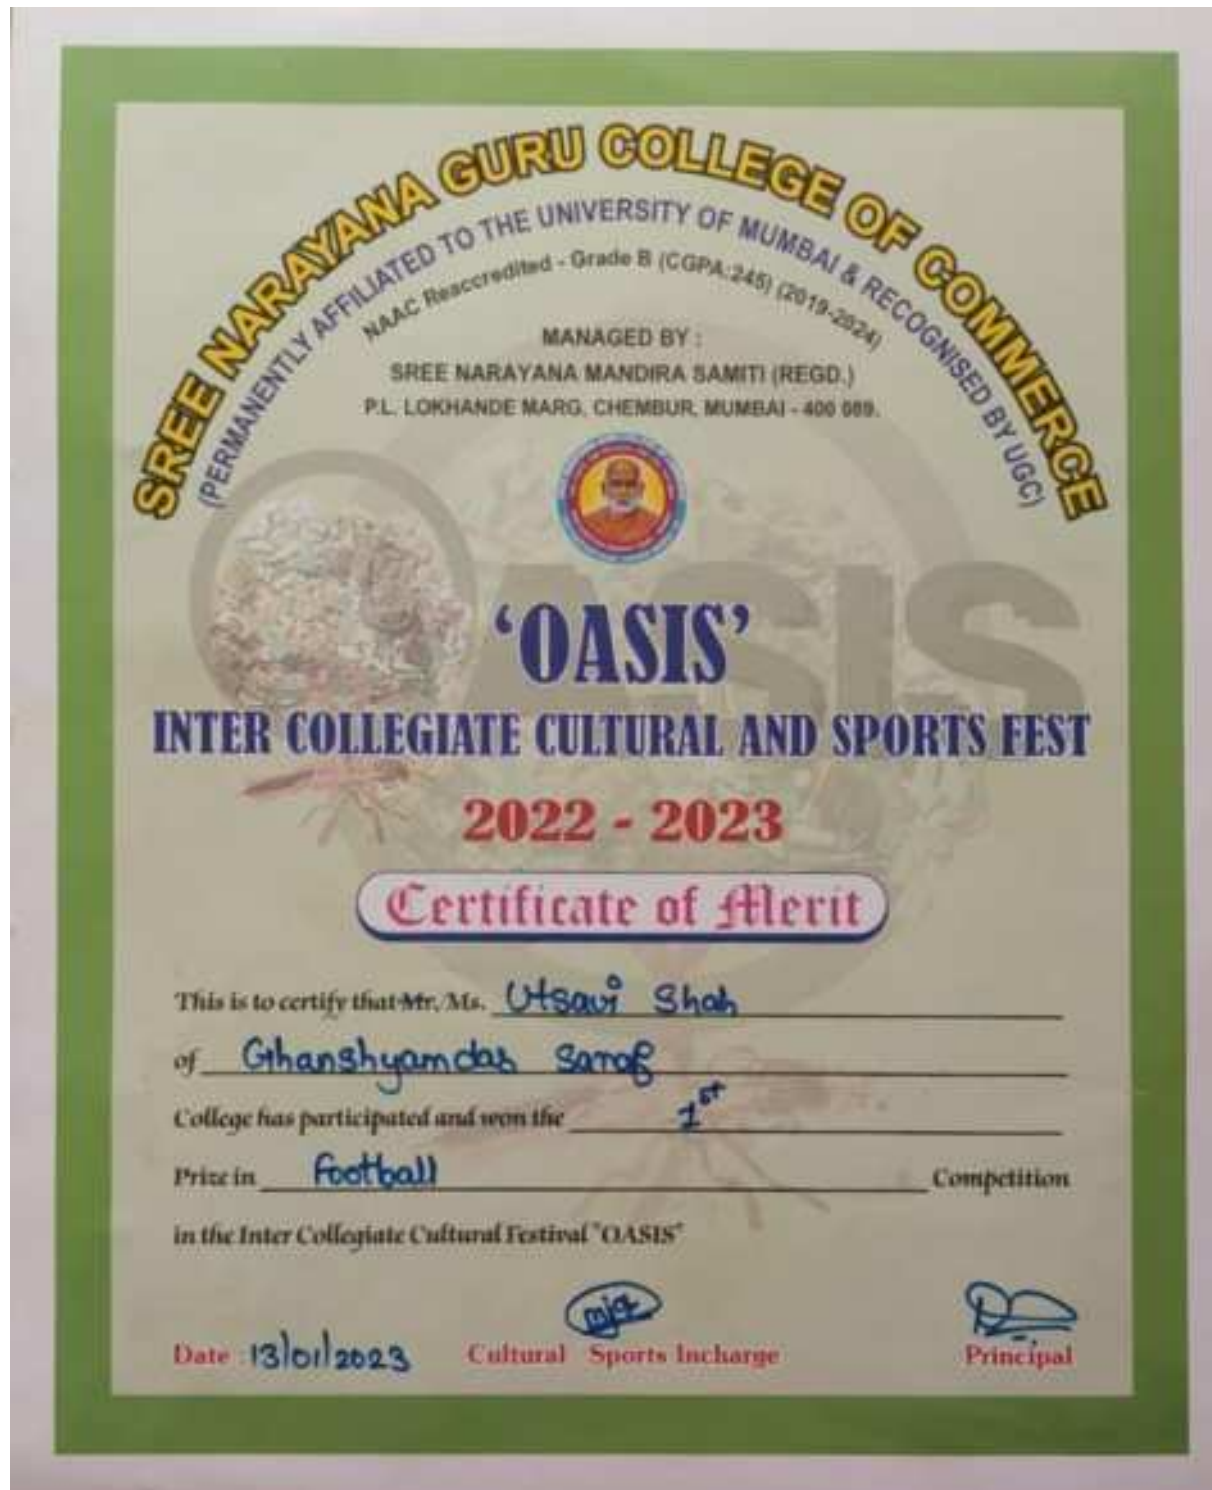 SREE NARAYANA GURU COLLEGE OF COMMERCE
(PERMANENTLY AFFILIATED TO THE UNIVERSITY OF MUMBAI & RECOGNISED BY UGC)
NAAC Reaccredited - Grade B (CGPA:245) (2019-2024)
MANAGED BY :
SREE NARAYANA MANDIRA SAMITI (REGD.)
P.L. LOKHANDE MARG, CHEMBUR, MUMBAI - 400 089.
OASIS
'OASIS'
INTER COLLEGIATE CULTURAL AND SPORTS FEST
2022 - 2023
Certificate of Merit
This is to certify that Mr./Ms. Utsavi Shah
of Ghanshyamdas Saraf
College has participated and won the 1st
Prize in Football Competition
in the Inter Collegiate Cultural Festival "OASIS"
Date : 13/01/2023 Cultural Sports Incharge Principal